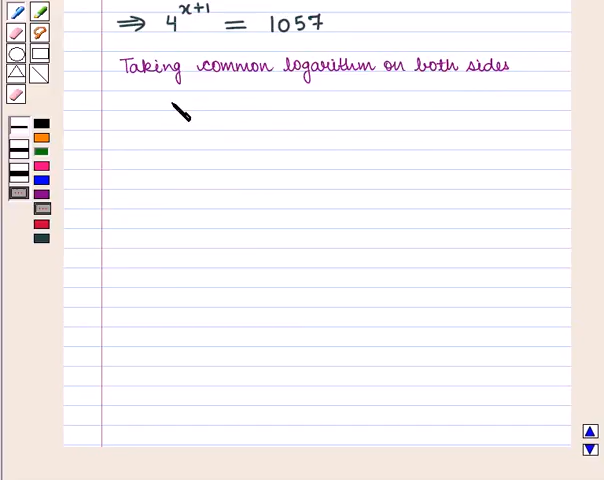 ⇒ 4^{x+1} = 1057
Taking common logarithm on both sides